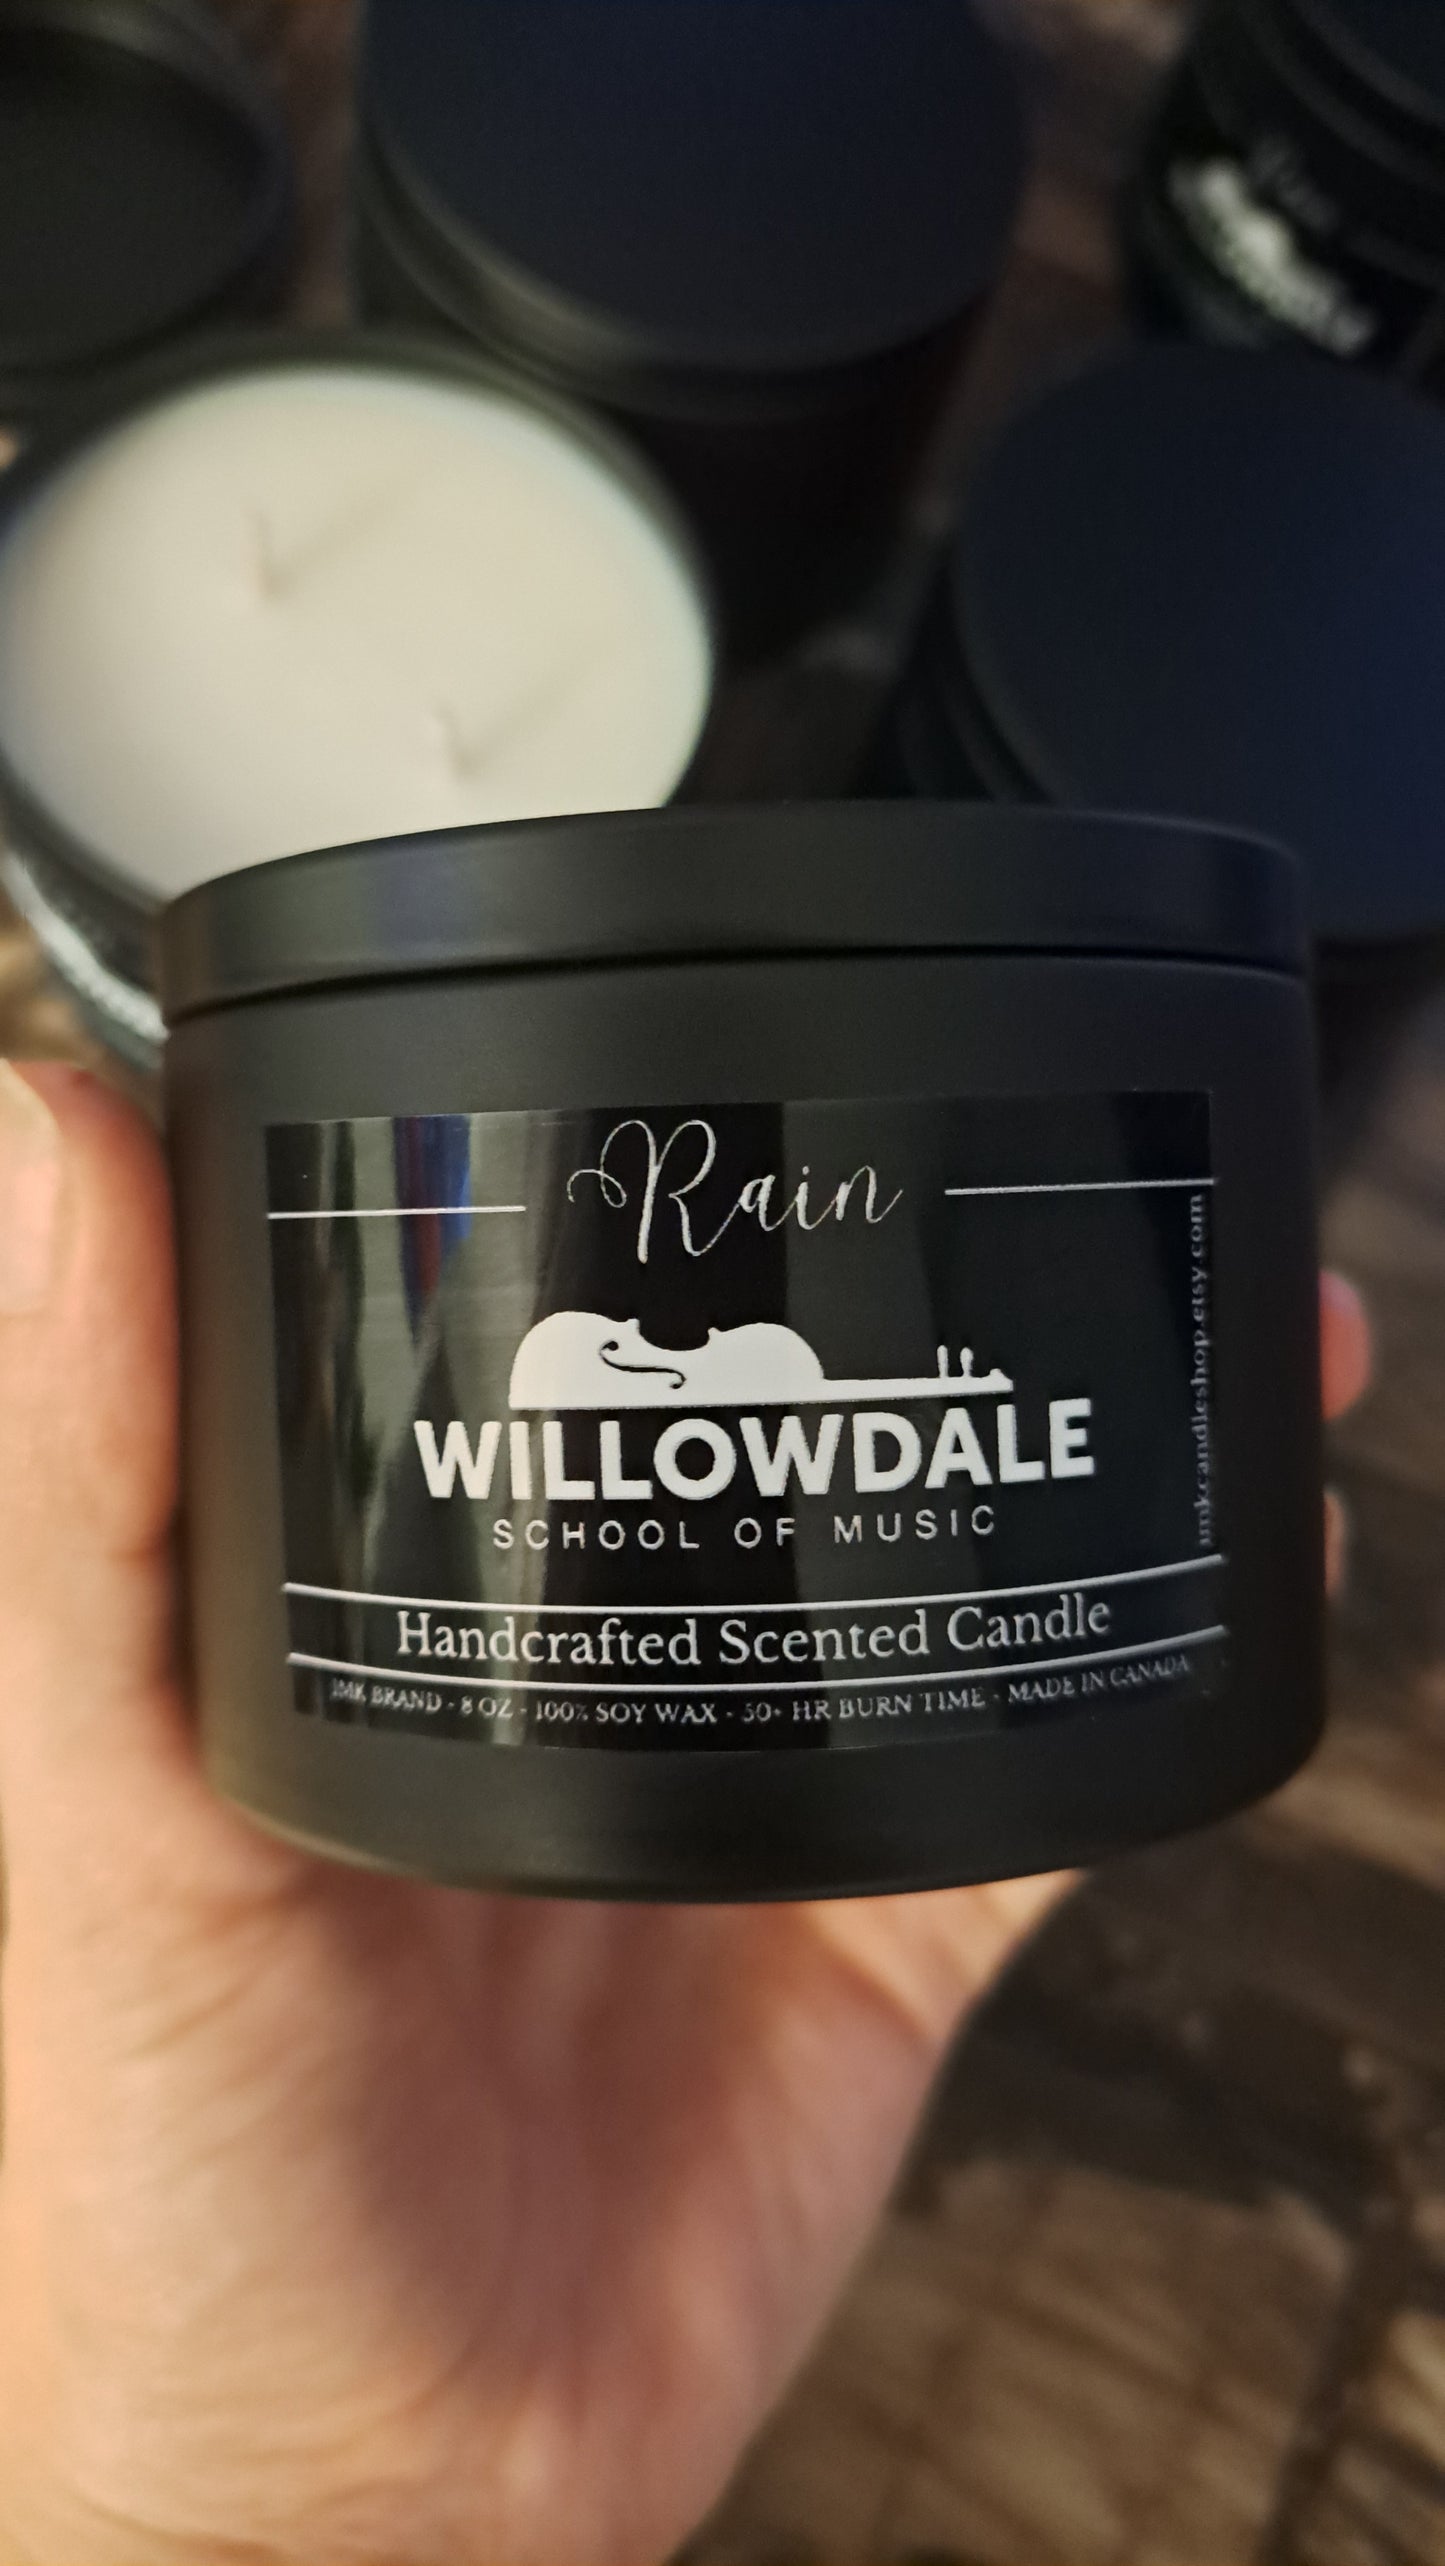 Rain
WILLOWDALE
SCHOOL OF MUSIC
Handcrafted Scented Candle
JMK BRAND - 8 OZ - 100% SOY WAX - 50+ HR BURN TIME - MADE IN CANADA
jmkcandleshop.etsy.com